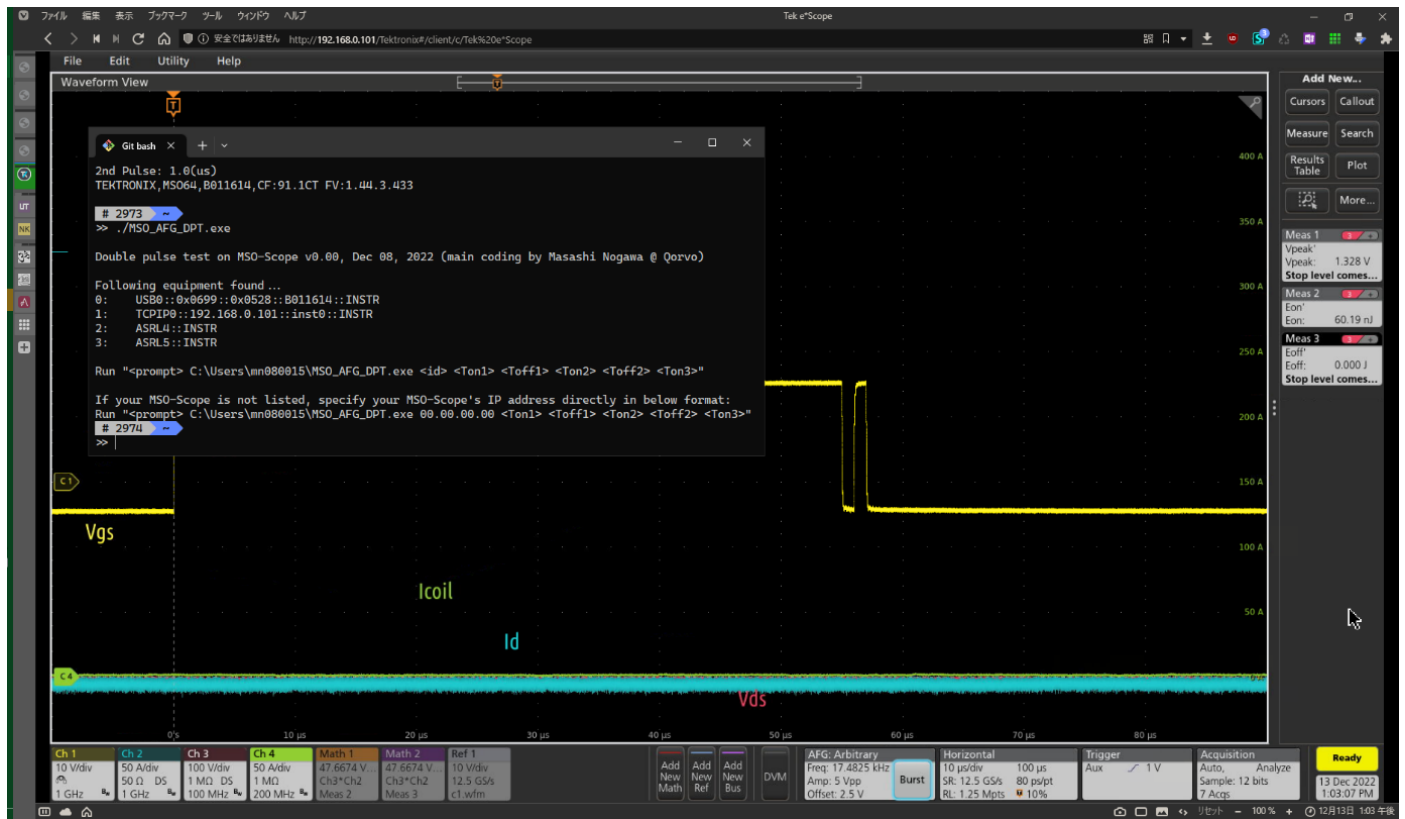 ファイル 編集 表示 ブックマーク ツール ウィンドウ ヘルプ
Tek e*Scope
安全ではありません http://192.168.0.101/Tektronix#/client/c/Tek%20e*Scope
File Edit Utility Help
Waveform View
Add New...
Cursors Callout
Measure Search
Results Table Plot
More...
Meas 1
Vpeak'
Vpeak: 1.328 V
Stop level comes...
Meas 2
Eon'
Eon: 60.19 nJ
Meas 3
Eoff'
Eoff: 0.000 J
Stop level comes...
T
T
400 A
350 A
300 A
250 A
200 A
150 A
100 A
50 A
Git bash
2nd Pulse: 1.0(us)
TEKTRONIX,MSO64,B011614,CF:91.1CT FV:1.44.3.433
# 2973 ~
>> ./MSO_AFG_DPT.exe
Double pulse test on MSO-Scope v0.00, Dec 08, 2022 (main coding by Masashi Nogawa @ Qorvo)
Following equipment found...
0: USB0::0x0699::0x0528::B011614::INSTR
1: TCPIP0::192.168.0.101::inst0::INSTR
2: ASRL4::INSTR
3: ASRL5::INSTR
Run "<prompt> C:\Users\mn080015\MSO_AFG_DPT.exe <id> <Ton1> <Toff1> <Ton2> <Toff2> <Ton3>"
If your MSO-Scope is not listed, specify your MSO-Scope's IP address directly in below format:
Run "<prompt> C:\Users\mn080015\MSO_AFG_DPT.exe 00.00.00.00 <Ton1> <Toff1> <Ton2> <Toff2> <Ton3>"
# 2974 ~
>>
C1
Vgs
Icoil
Id
C4
Vds
0's 10 µs 20 µs 30 µs 40 µs 50 µs 60 µs 70 µs 80 µs
Ch 1
10 V/div
1 GHz
Ch 2
50 A/div
50 Ω DS
1 GHz
Ch 3
100 V/div
1 MΩ DS
100 MHz
Ch 4
50 A/div
1 MΩ
200 MHz
Math 1
47.6674 V...
Ch3*Ch2
Meas 2
Math 2
47.6674 V...
Ch3*Ch2
Meas 3
Ref 1
10 V/div
12.5 GS/s
c1.wfm
Add New Math
Add New Ref
Add New Bus
DVM
AFG: Arbitrary
Freq: 17.4825 kHz
Amp: 5 Vpp
Offset: 2.5 V
Burst
Horizontal
10 µs/div 100 µs
SR: 12.5 GS/s 80 ps/pt
RL: 1.25 Mpts 10%
Trigger
Aux 1 V
Acquisition
Auto, Analyze
Sample: 12 bits
7 Acqs
Ready
13 Dec 2022
1:03:07 PM
リセット － 100 % +
12月13日 1:03 午後